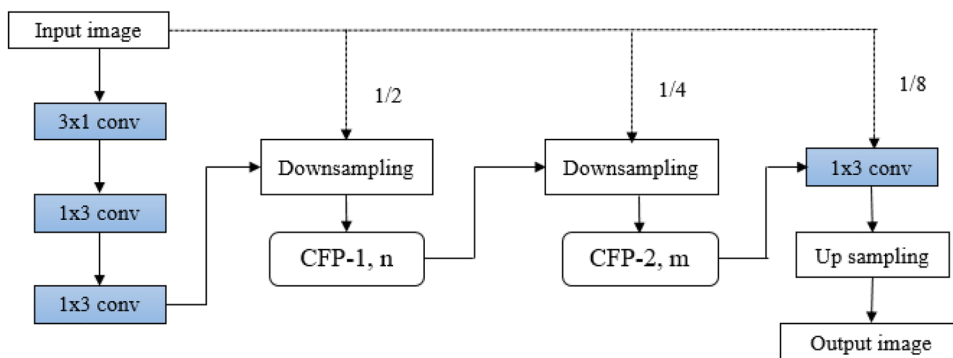 Input image
1/2
1/4
1/8
3x1 conv
Downsampling
Downsampling
1x3 conv
1x3 conv
CFP-1, n
CFP-2, m
Up sampling
1x3 conv
Output image